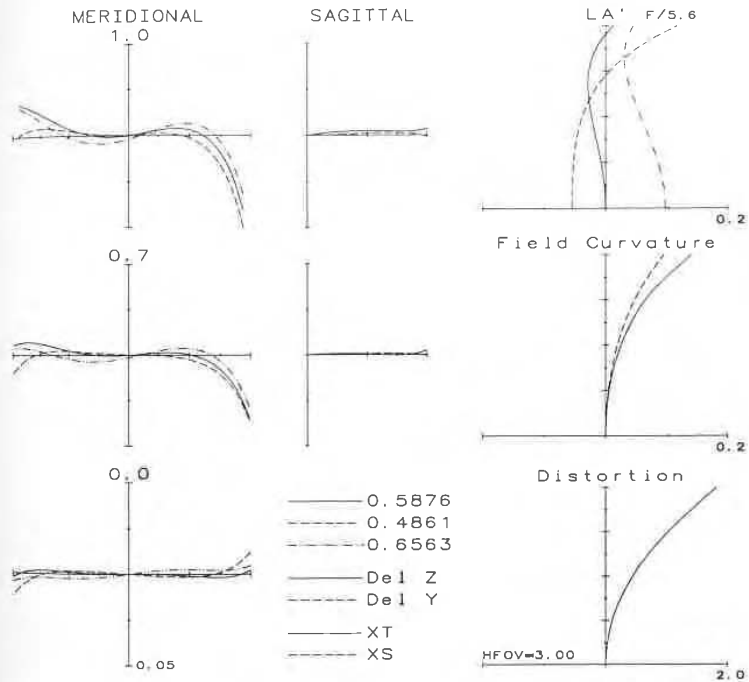 MERIDIONAL
SAGITTAL
LA' F/5.6
1.0
0.2
Field Curvature
0.7
0.2
Distortion
0.0
0.5876
0.4861
0.6563
Del Z
Del Y
XT
XS
HFOV=3.00
0.05
2.0